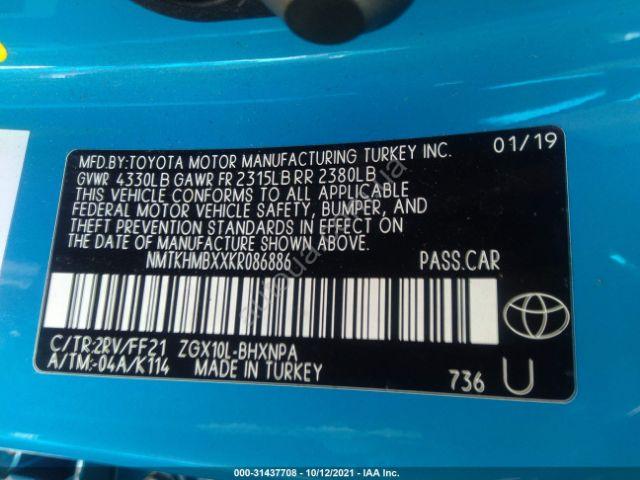 MFD.BY:TOYOTA MOTOR MANUFACTURING TURKEY INC. 01/19
GVWR 4330LB GAWR FR 2315LB RR 2380LB
THIS VEHICLE CONFORMS TO ALL APPLICABLE
FEDERAL MOTOR VEHICLE SAFETY, BUMPER, AND
THEFT PREVENTION STANDARDS IN EFFECT ON
THE DATE OF MANUFACTURE SHOWN ABOVE.
NMTKHMBXXKR086886 PASS.CAR
C/TR:2RV/FF21 ZGX10L-BHXNPA
A/TM:-04A/K114 MADE IN TURKEY 736 U
000-31437708 - 10/12/2021 - IAA Inc.